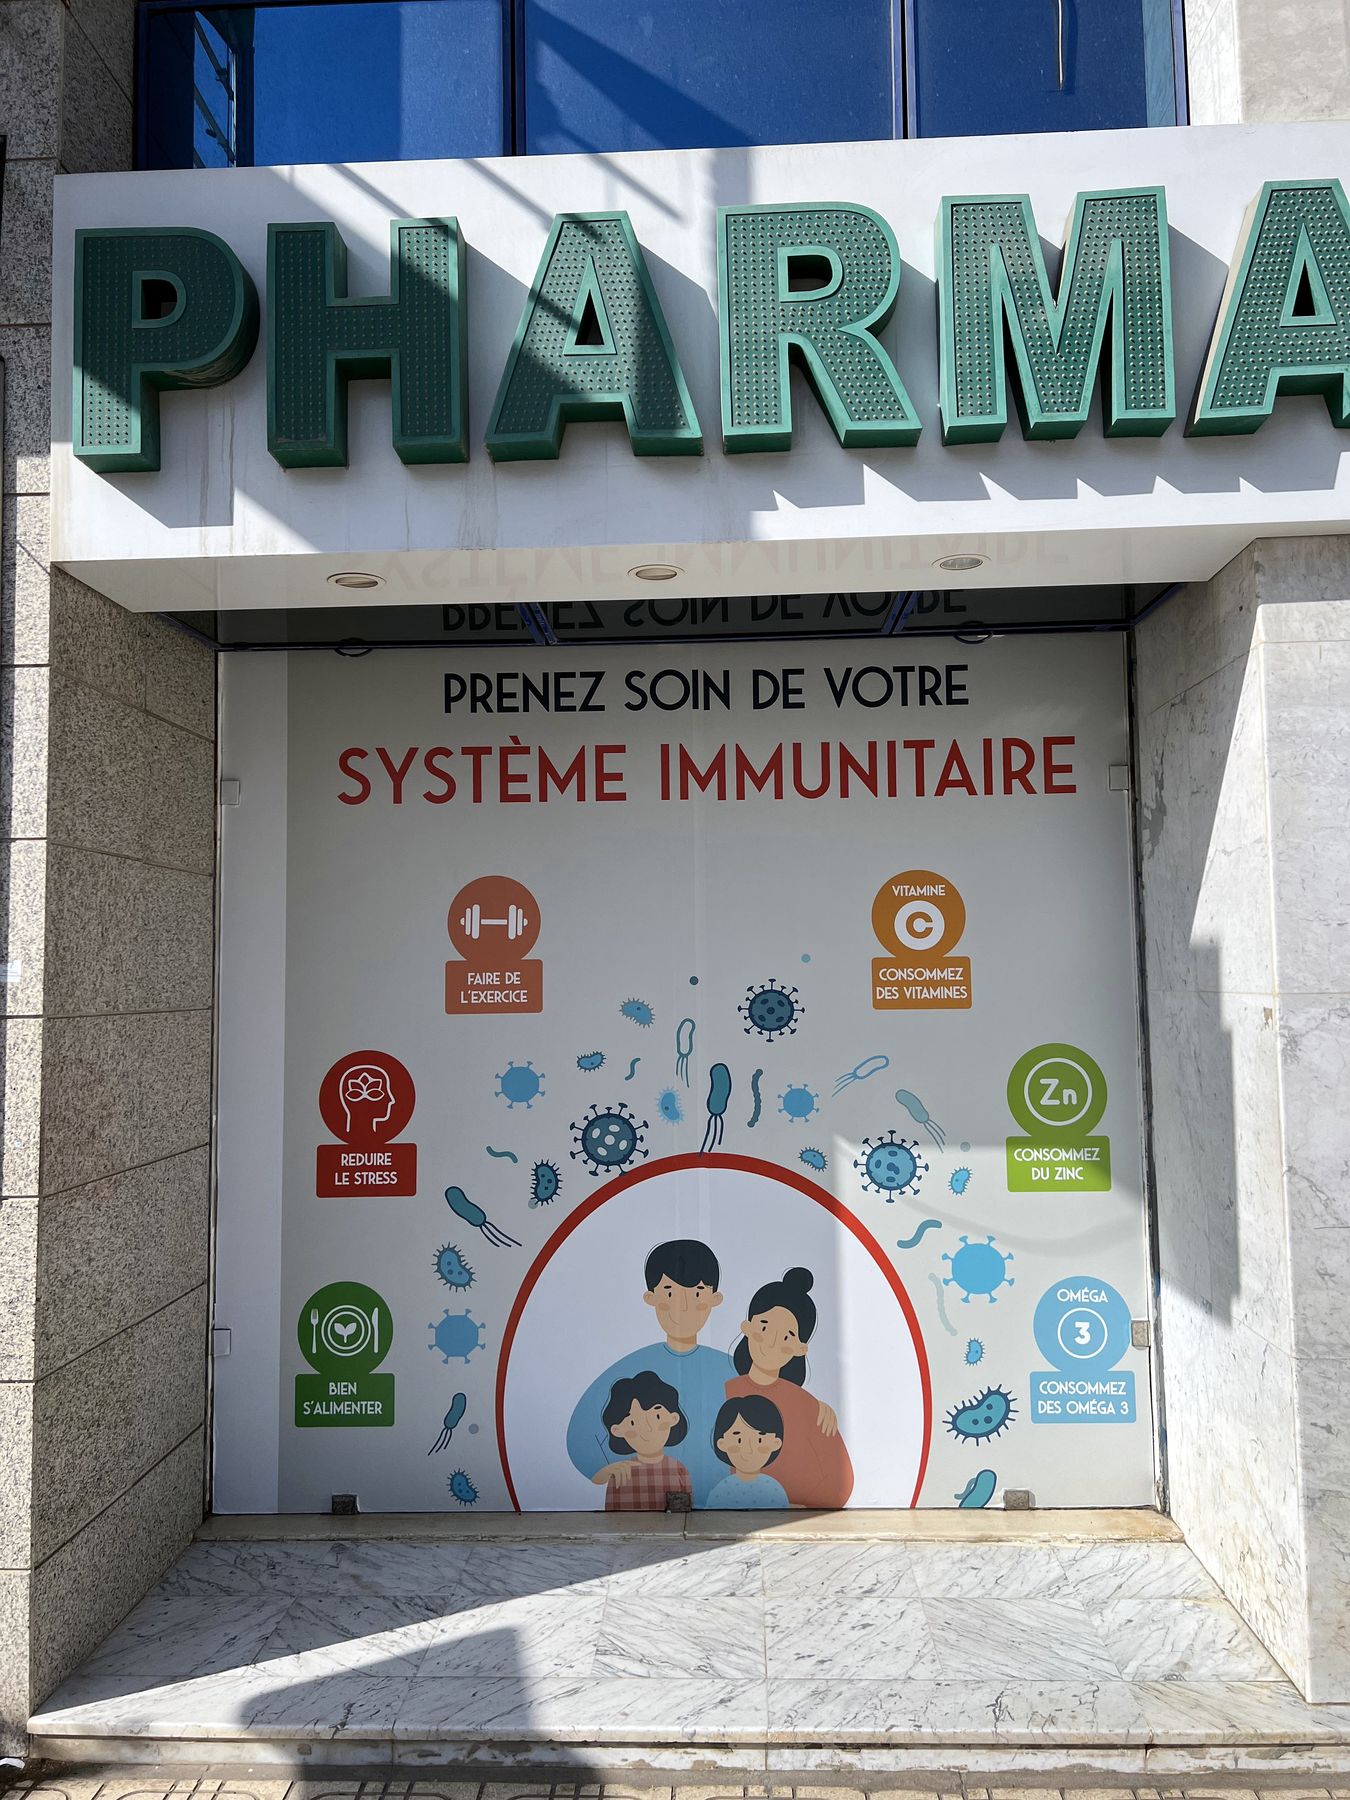 PHARMA
PRENEZ SOIN DE VOTRE
SYSTÈME IMMUNITAIRE
FAIRE DE
L'EXERCICE
VITAMINE
C
CONSOMMEZ
DES VITAMINES
REDUIRE
LE STRESS
Zn
CONSOMMEZ
DU ZINC
BIEN
S'ALIMENTER
OMÉGA
3
CONSOMMEZ
DES OMÉGA 3